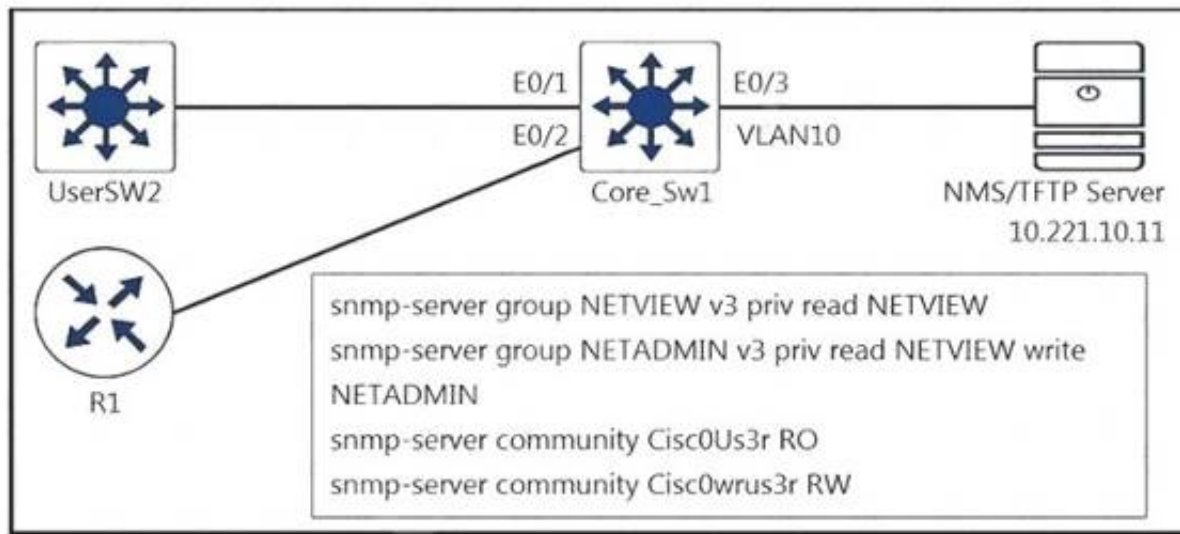 E0/1
E0/3
E0/2
VLAN10
UserSW2
Core_Sw1
NMS/TFTP Server
10.221.10.11
R1
snmp-server group NETVIEW v3 priv read NETVIEW
snmp-server group NETADMIN v3 priv read NETVIEW write
NETADMIN
snmp-server community Cisc0Us3r RO
snmp-server community Cisc0wrus3r RW